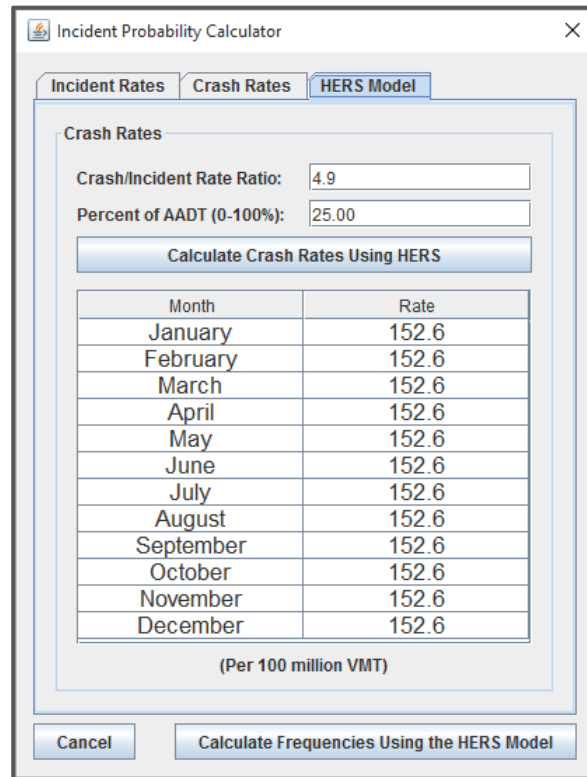 Incident Probability Calculator
Incident Rates Crash Rates HERS Model
Crash Rates
Crash/Incident Rate Ratio: 4.9
Percent of AADT (0-100%): 25.00
Calculate Crash Rates Using HERS
Month Rate
January 152.6
February 152.6
March 152.6
April 152.6
May 152.6
June 152.6
July 152.6
August 152.6
September 152.6
October 152.6
November 152.6
December 152.6
(Per 100 million VMT)
Cancel Calculate Frequencies Using the HERS Model